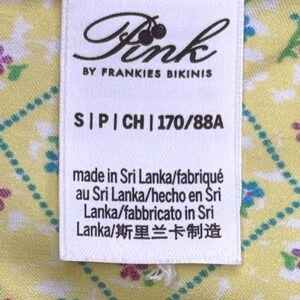 Pink
BY FRANKIES BIKINIS
S | P | CH | 170/88A
made in Sri Lanka/fabriqué
au Sri Lanka/hecho en Sri
Lanka/fabbricato in Sri
Lanka/斯里兰卡制造